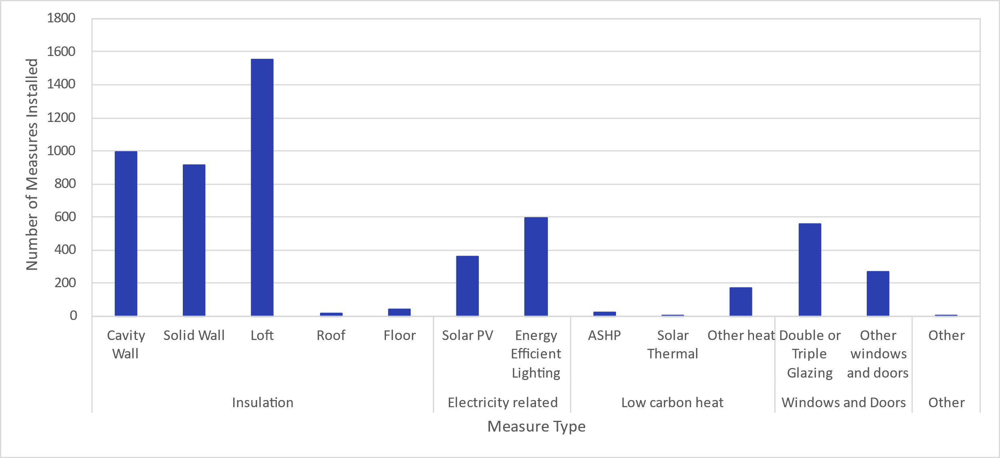 Number of Measures Installed
1800
1600
1400
1200
1000
800
600
400
200
0
Cavity Wall
Solid Wall
Loft
Roof
Floor
Solar PV
Energy Efficient Lighting
ASHP
Solar Thermal
Other heat
Double or Triple Glazing
Other windows and doors
Other
Insulation
Electricity related
Low carbon heat
Windows and Doors
Other
Measure Type